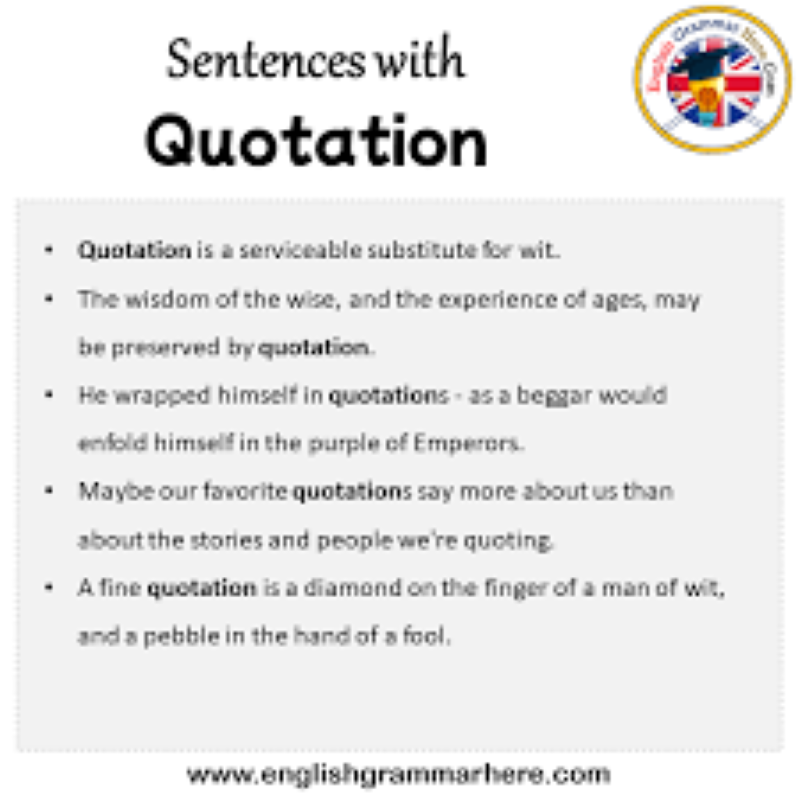 Sentences with
Quotation
English Grammar Here .Com
• Quotation is a serviceable substitute for wit.
• The wisdom of the wise, and the experience of ages, may
be preserved by quotation.
• He wrapped himself in quotations - as a beggar would
enfold himself in the purple of Emperors.
• Maybe our favorite quotations say more about us than
about the stories and people we're quoting.
• A fine quotation is a diamond on the finger of a man of wit,
and a pebble in the hand of a fool.
www.englishgrammarhere.com